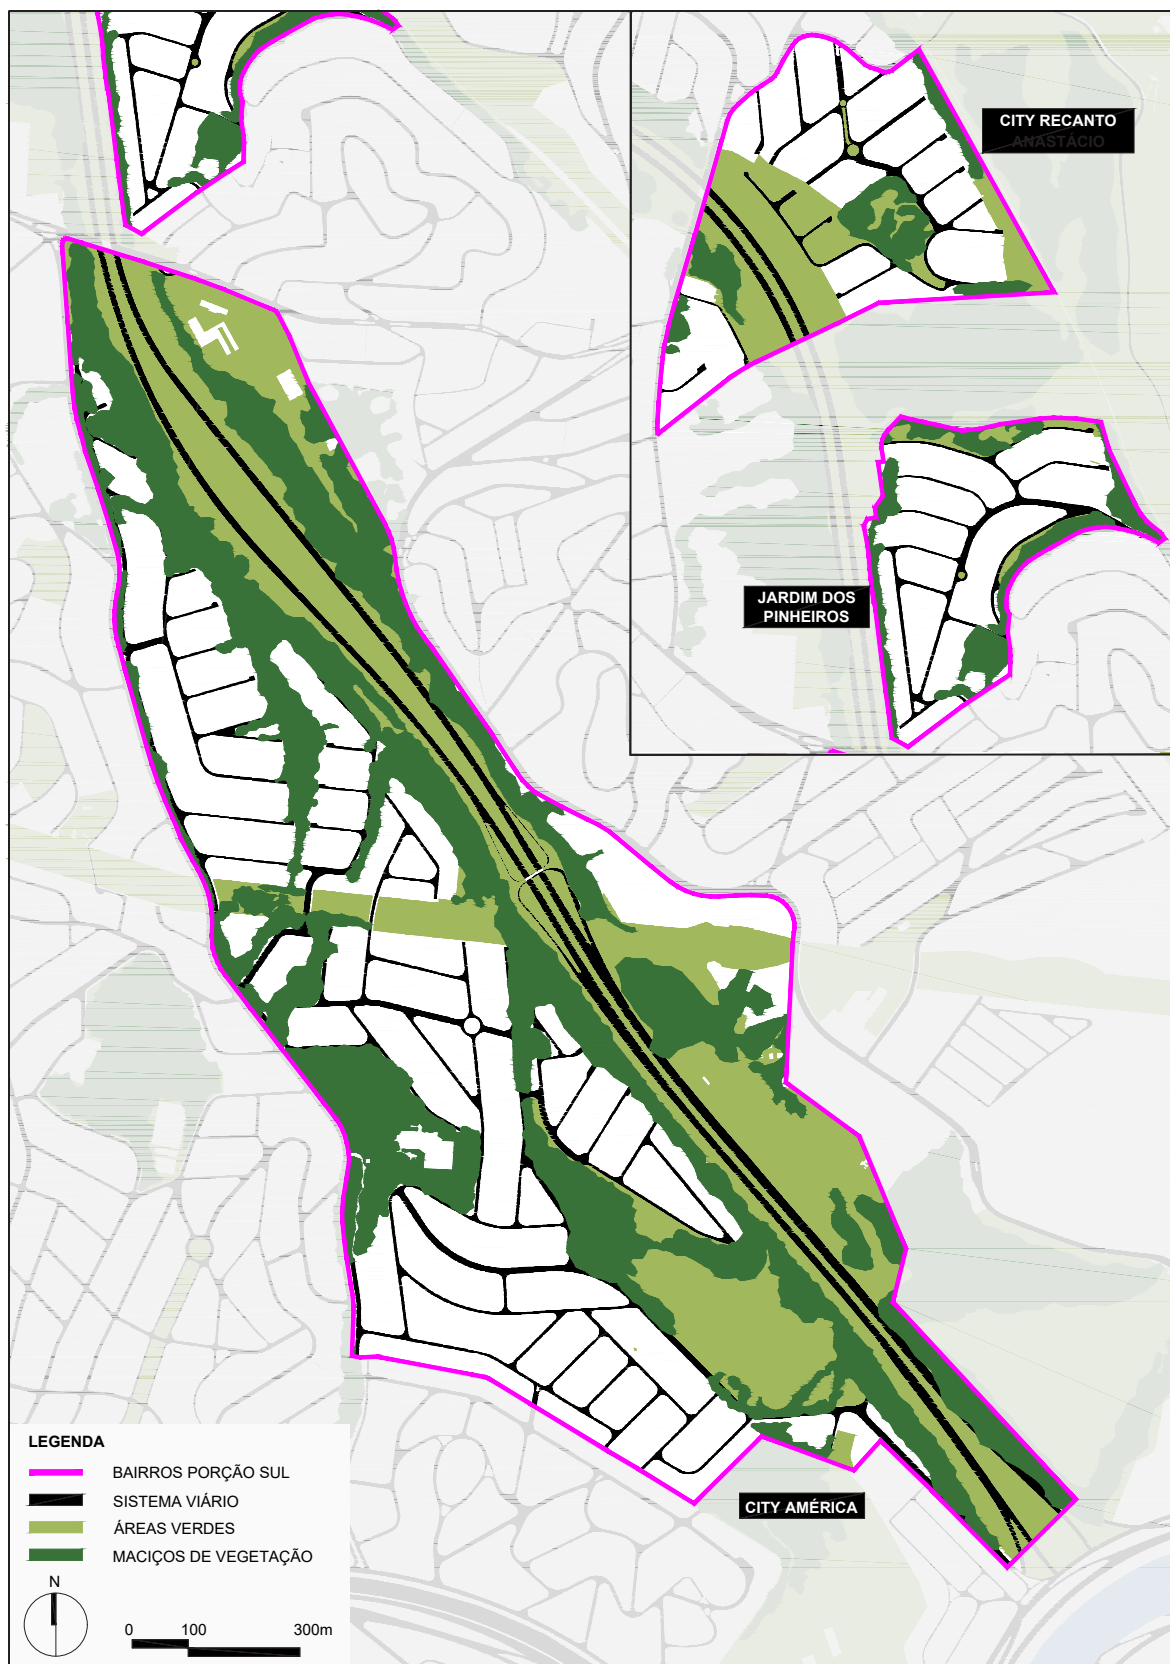 CITY RECANTO
ANASTÁCIO
JARDIM DOS
PINHEIROS
CITY AMÉRICA
LEGENDA
BAIRROS PORÇÃO SUL
SISTEMA VIÁRIO
ÁREAS VERDES
MACIÇOS DE VEGETAÇÃO
N
0 100 300m